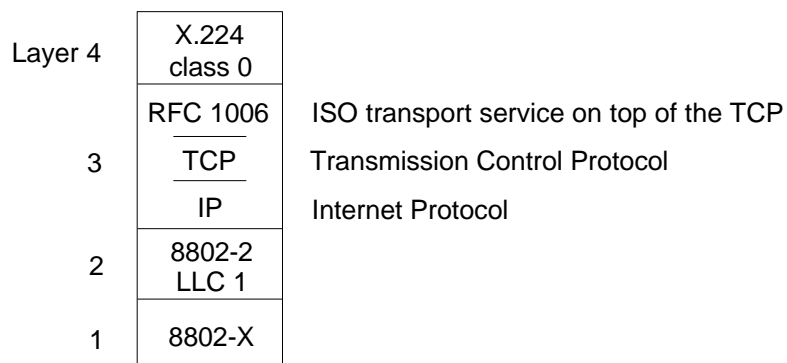 Layer 4
X.224
class 0
RFC 1006
ISO transport service on top of the TCP
3
TCP
Transmission Control Protocol
IP
Internet Protocol
2
8802-2
LLC 1
1
8802-X